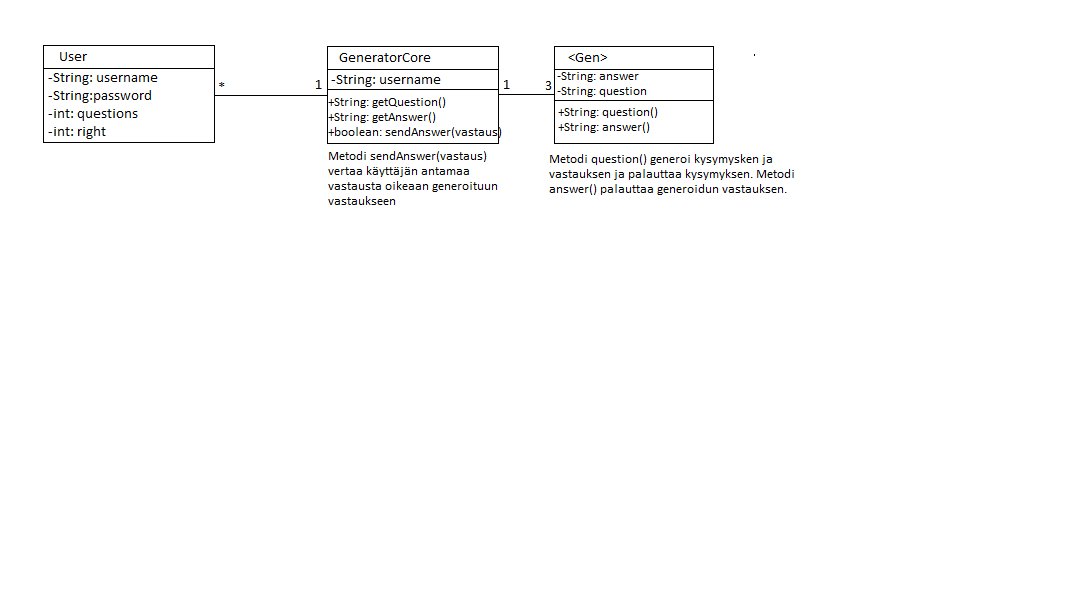 User
-String: username
-String:password
-int: questions
-int: right
*
1
GeneratorCore
-String: username
+String: getQuestion()
+String: getAnswer()
+boolean: sendAnswer(vastaus)
Metodi sendAnswer(vastaus)
vertaa käyttäjän antamaa
vastausta oikeaan generoituun
vastaukseen
1
3
<Gen>
-String: answer
-String: question
+String: question()
+String: answer()
Metodi question() generoi kysymysken ja
vastauksen ja palauttaa kysymyksen. Metodi
answer() palauttaa generoidun vastauksen.